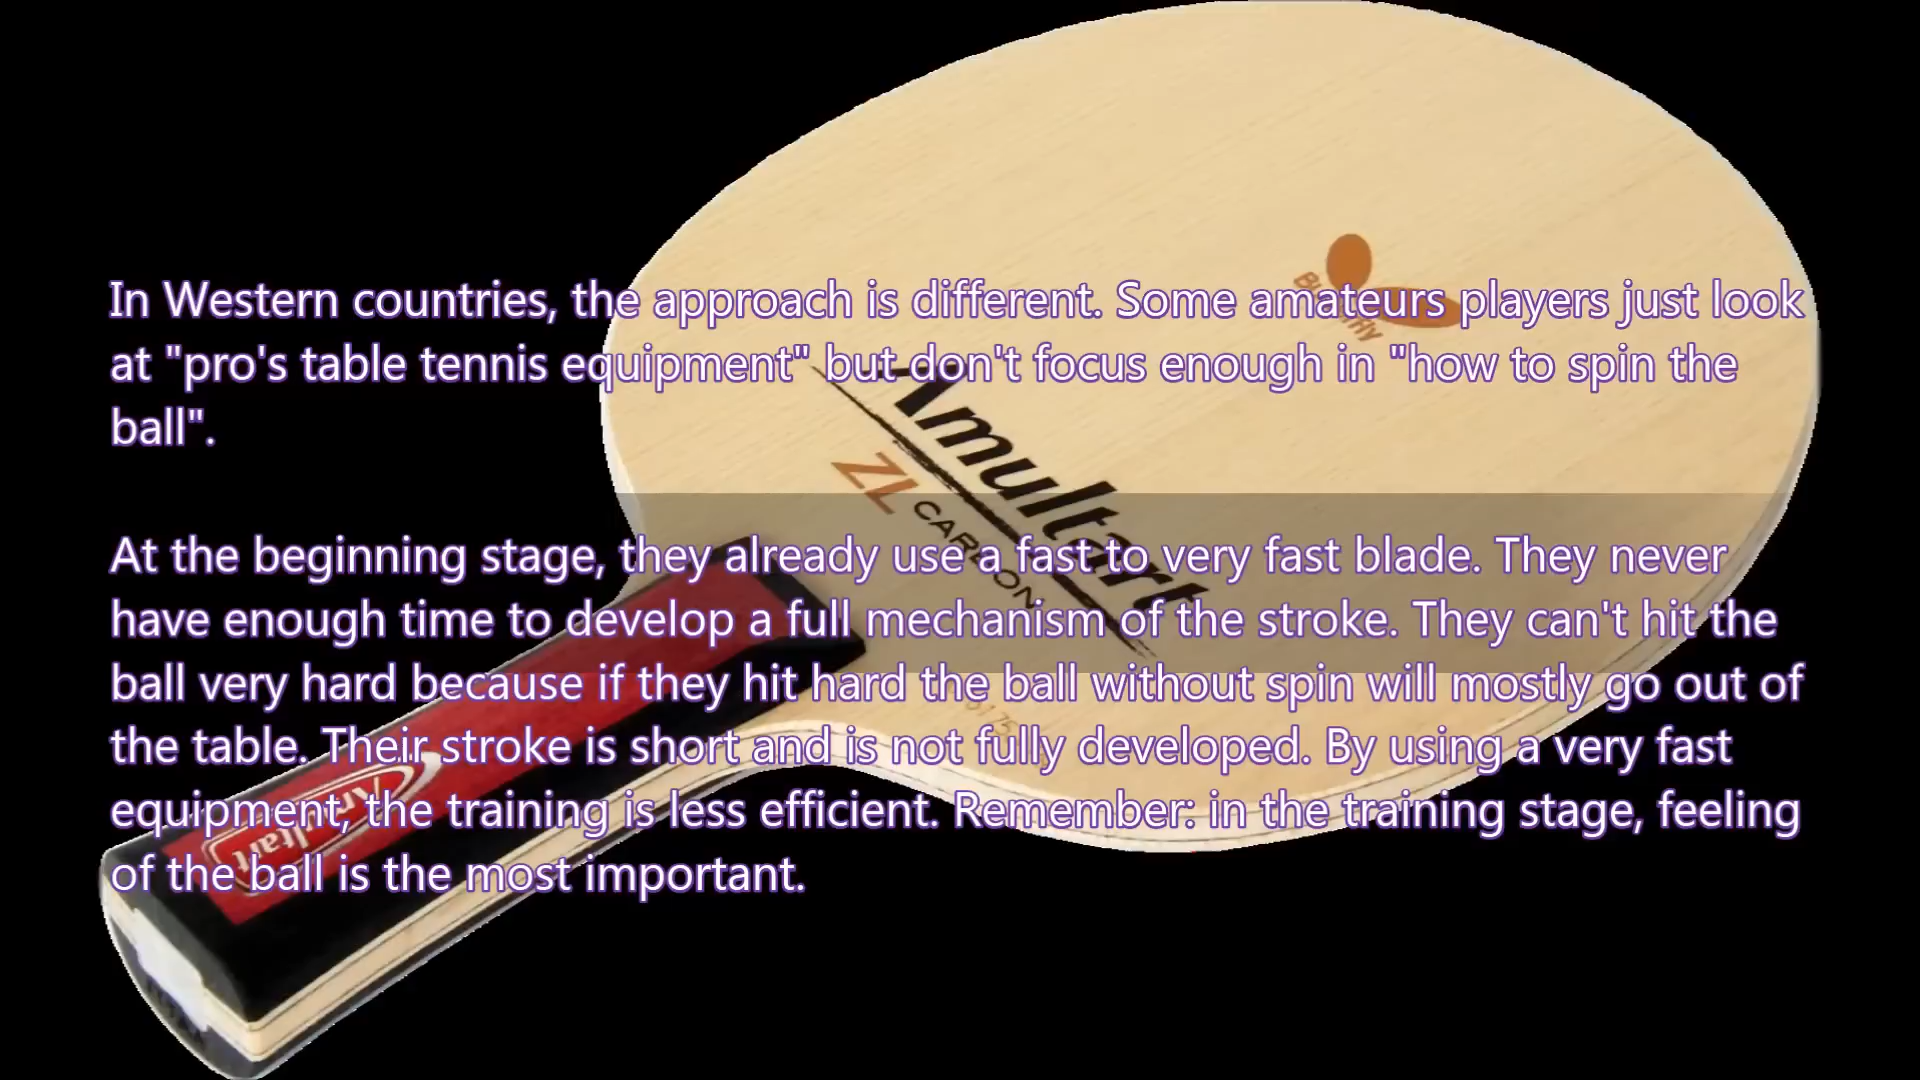 In Western countries, the approach is different. Some amateurs players just look
at "pro's table tennis equipment" but don't focus enough in "how to spin the
ball".
At the beginning stage, they already use a fast to very fast blade. They never
have enough time to develop a full mechanism of the stroke. They can't hit the
ball very hard because if they hit hard the ball without spin will mostly go out of
the table. Their stroke is short and is not fully developed. By using a very fast
equipment, the training is less efficient. Remember: in the training stage, feeling
of the ball is the most important.
Butterfly
Amultart
ZL CARBON
Amultart